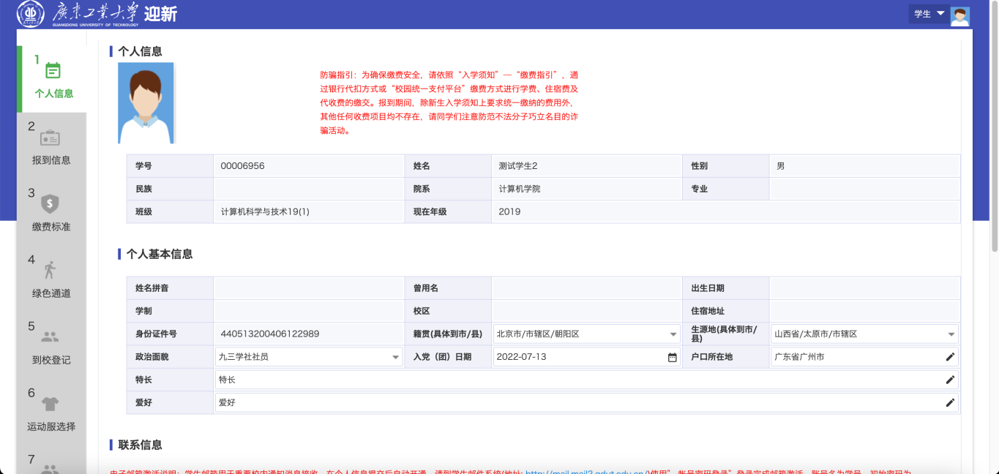 廣東工業大學 迎新
GUANGDONG UNIVERSITY OF TECHNOLOGY
学生
1
个人信息
2
报到信息
3
缴费标准
4
绿色通道
5
到校登记
6
运动服选择
7
个人信息
防骗指引：为确保缴费安全，请依照“入学须知”—“缴费指引”，通
过银行代扣方式或“校园统一支付平台”缴费方式进行学费、住宿费及
代收费的缴交。报到期间，除新生入学须知上要求统一缴纳的费用外，
其他任何收费项目均不存在，请同学们注意防范不法分子巧立名目的诈
骗活动。
学号 00006956 姓名 测试学生2 性别 男
民族 院系 计算机学院 专业
班级 计算机科学与技术19(1) 现在年级 2019
个人基本信息
姓名拼音 曾用名 出生日期
学制 校区 住宿地址
身份证件号 440513200406122989 籍贯(具体到市/县) 北京市/市辖区/朝阳区 生源地(具体到市/
县) 山西省/太原市/市辖区
政治面貌 九三学社社员 入党（团）日期 2022-07-13 户口所在地 广东省广州市
特长 特长
爱好 爱好
联系信息
电子邮箱激活说明：学生邮箱用于重要校内通知消息接收，在个人信息提交后自动开通，请到学生邮件系统(地址: http://mail.mail2.gdut.edu.cn/)使用”帐号密码登录”登录完成邮箱激活，账号名为学号，初始密码为